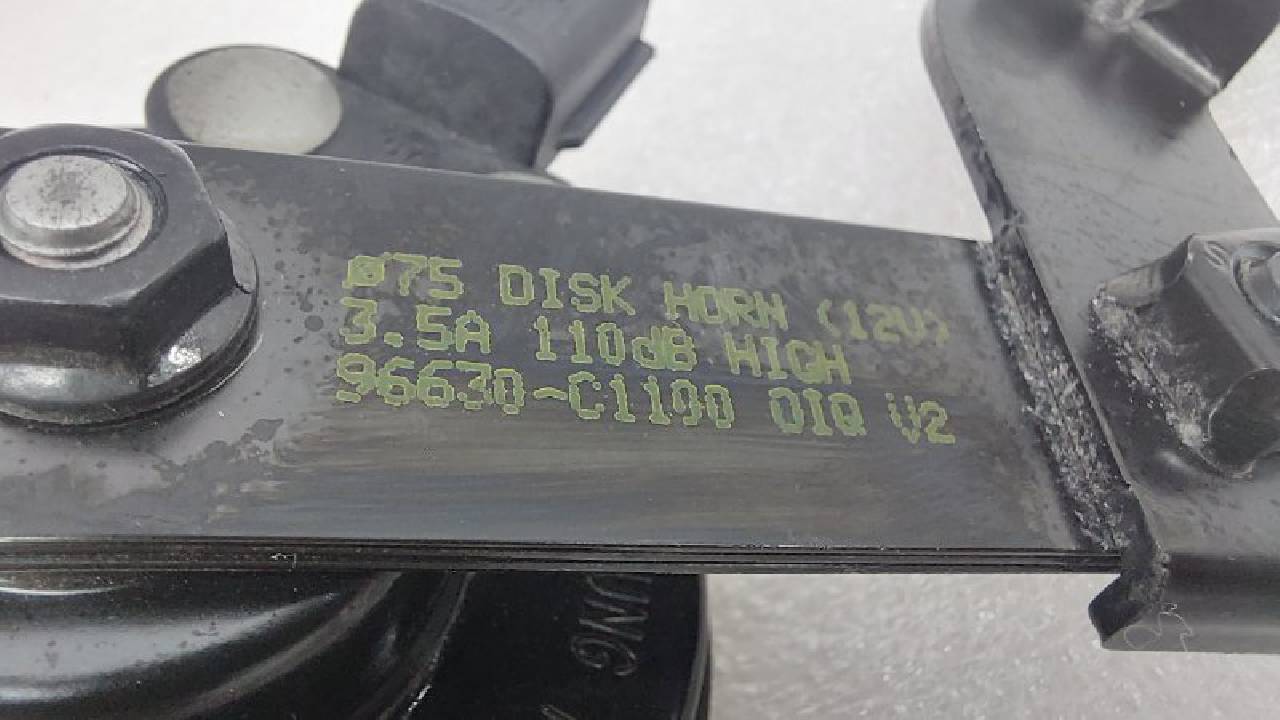 Ø75 DISK HORN (12V)
3.5A 110dB HIGH
96630-C1100 OIQ V2